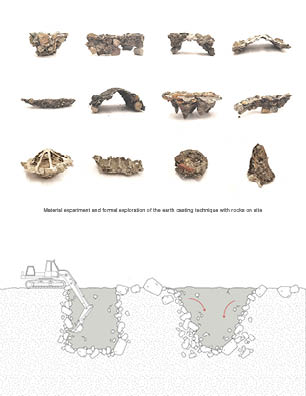 Material experiment and formal exploration of the earth casting technique with rocks on site